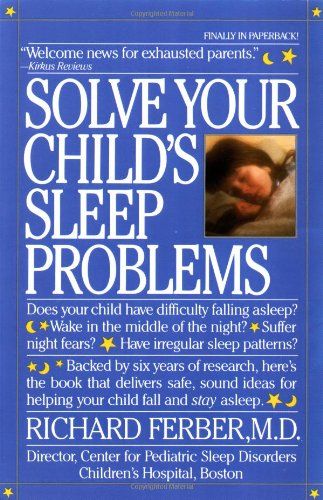 FINALLY IN PAPERBACK!
“Welcome news for exhausted parents.”
—Kirkus Reviews
SOLVE YOUR
CHILD'S
SLEEP
PROBLEMS
Does your child have difficulty falling asleep?
Wake in the middle of the night? Suffer
night fears? Have irregular sleep patterns?
Backed by six years of research, here's
the book that delivers safe, sound ideas for
helping your child fall and stay asleep.
RICHARD FERBER, M.D.
Director, Center for Pediatric Sleep Disorders
Children's Hospital, Boston